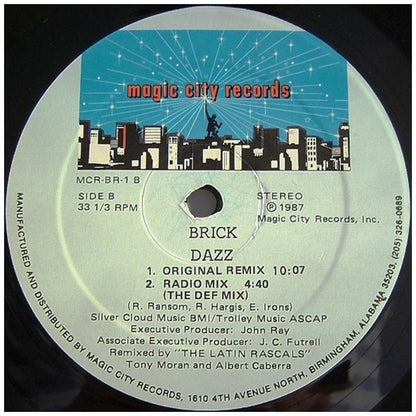 magic city records
MCR-BR-1 B
SIDE B
33 1/3 RPM
STEREO
Ⓟ1987
Magic City Records, Inc.
BRICK
DAZZ
1. ORIGINAL REMIX 10:07
2. RADIO MIX 4:40
(THE DEF MIX)
(R. Ransom, R. Hargis, E. Irons)
Silver Cloud Music BMI/Trolley Music ASCAP
Executive Producer: John Ray
Associate Executive Producer: J. C. Futrell
Remixed by "THE LATIN RASCALS"
Tony Moran and Albert Caberra
MANUFACTURED AND DISTRIBUTED BY MAGIC CITY RECORDS, 1610 4TH AVENUE NORTH, BIRMINGHAM, ALABAMA 35203, (205) 326-0689